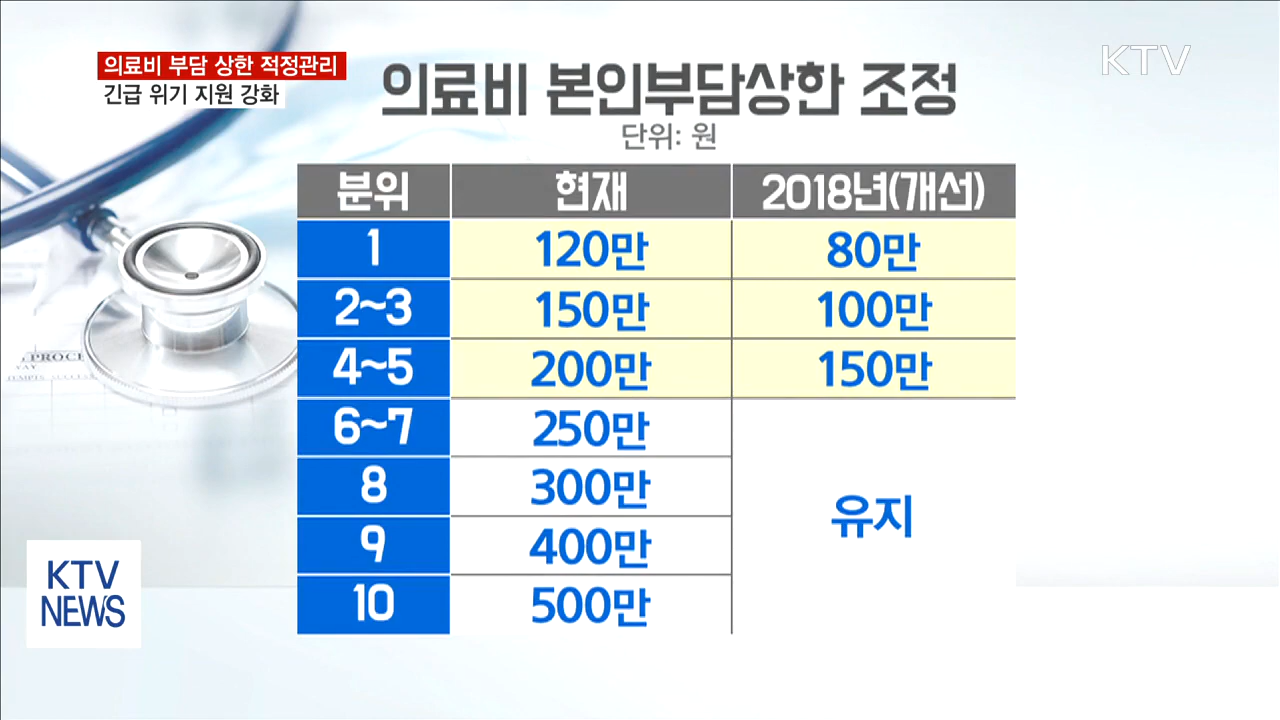 의료비 부담 상한 적정관리
긴급 위기 지원 강화
KTV
의료비 본인부담상한 조정
단위: 원
분위 현재 2018년(개선)
1 120만 80만
2~3 150만 100만
4~5 200만 150만
6~7 250만
8 300만
유지
9 400만
10 500만
KTV
NEWS